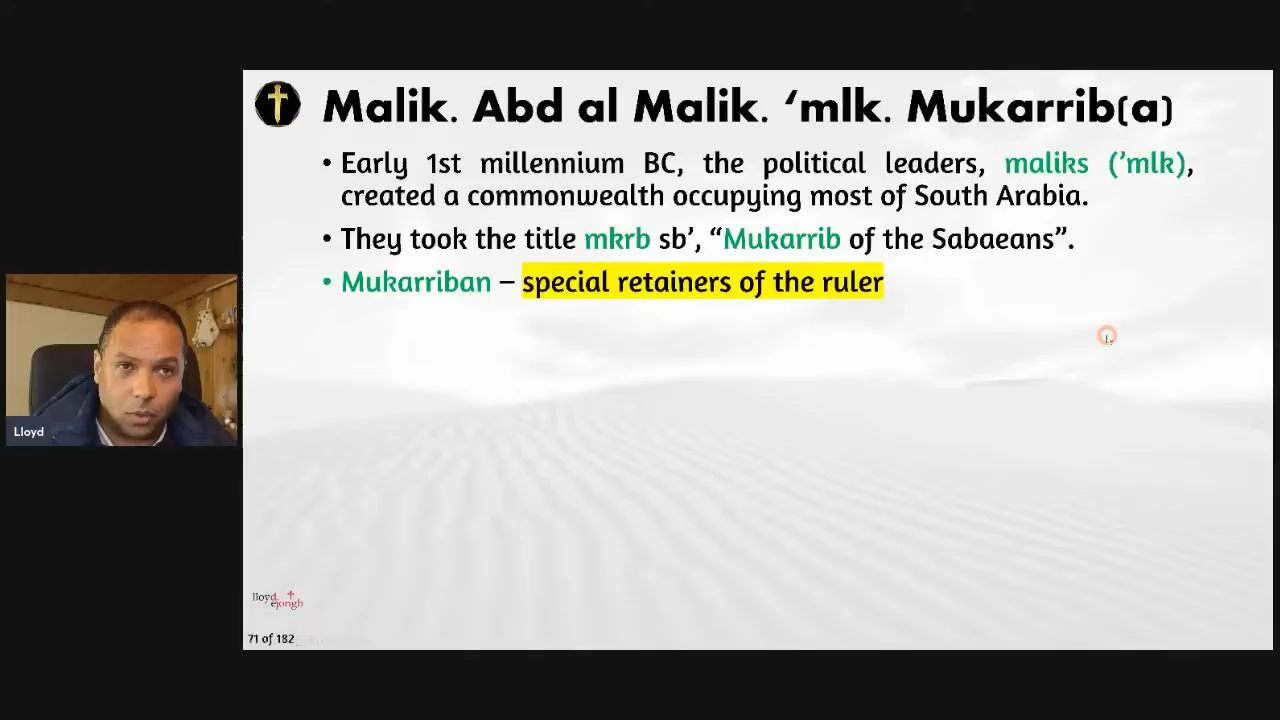 Malik. Abd al Malik. ‘mlk. Mukarrib(a)
• Early 1st millennium BC, the political leaders, maliks (’mlk),
created a commonwealth occupying most of South Arabia.
• They took the title mkrb sb’, “Mukarrib of the Sabaeans”.
• Mukarriban – special retainers of the ruler
Lloyd
lloyd.
ejongh
71 of 182